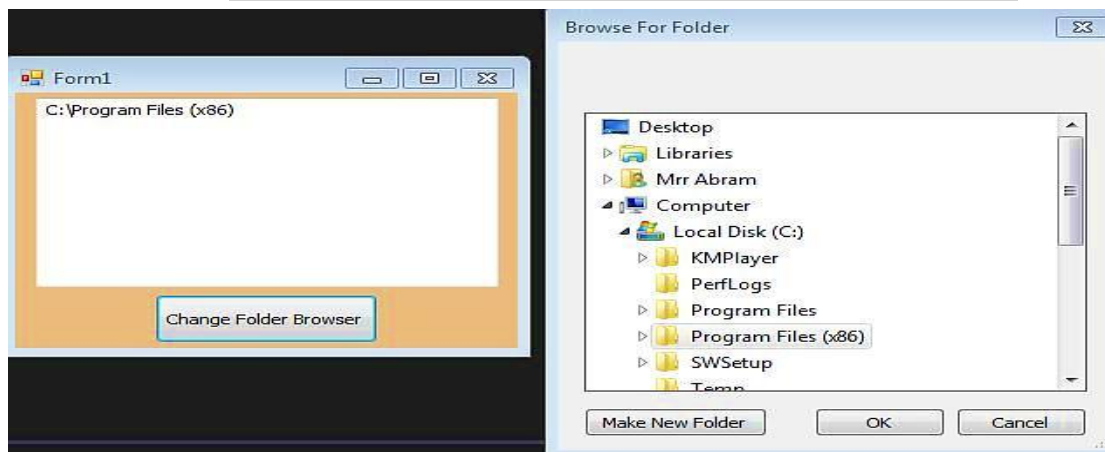 Form1
C:\Program Files (x86)
Change Folder Browser
Browse For Folder
Desktop
Libraries
Mrr Abram
Computer
Local Disk (C:)
KMPlayer
PerfLogs
Program Files
Program Files (x86)
SWSetup
Temp
Make New Folder
OK
Cancel